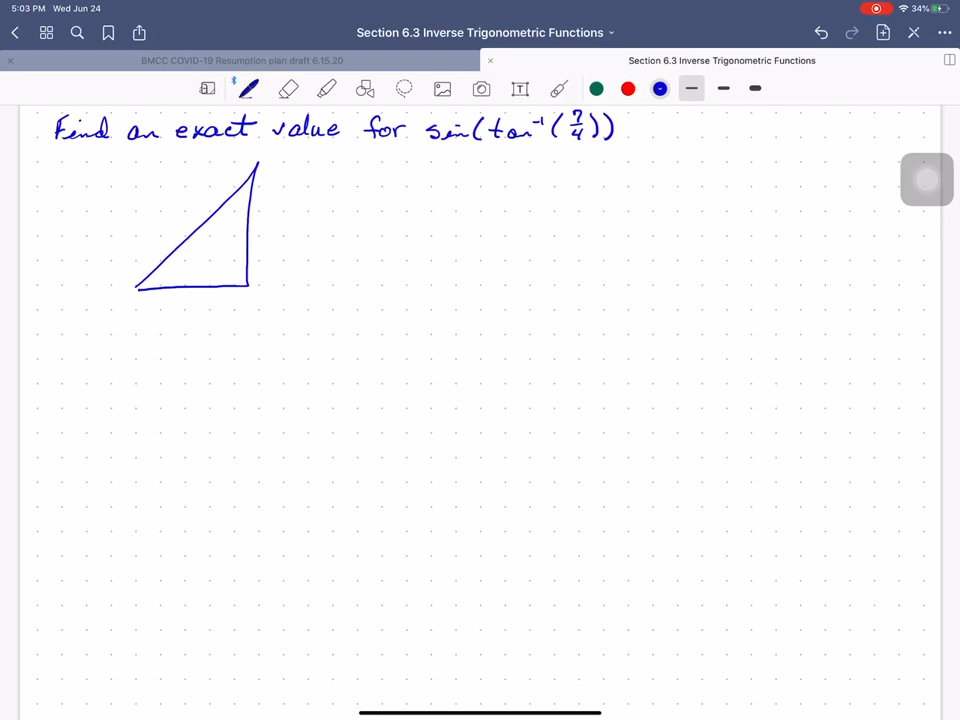 5:03 PM Wed Jun 24
34%
Section 6.3 Inverse Trigonometric Functions
BMCC COVID-19 Resumption plan draft 6.15.20
Section 6.3 Inverse Trigonometric Functions
T
Find an exact value for sin(tan⁻¹(7/4))